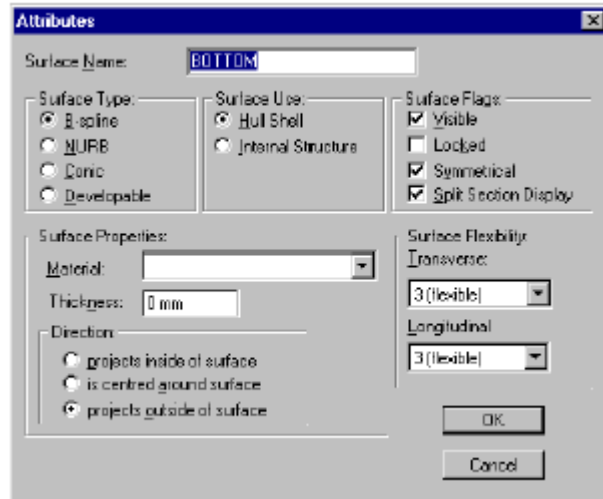 Attributes
Surface Name: BOTTOM
Surface Type:
B-spline
NURB
Conic
Developable
Surface Use:
Hull Shell
Internal Structure
Surface Flags:
Visible
Locked
Symmetrical
Split Section Display
Surface Properties:
Material:
Thickness: 0 mm
Direction:
projects inside of surface
is centred around surface
projects outside of surface
Surface Flexibility:
Transverse:
3 (flexible)
Longitudinal
3 (flexible)
OK
Cancel